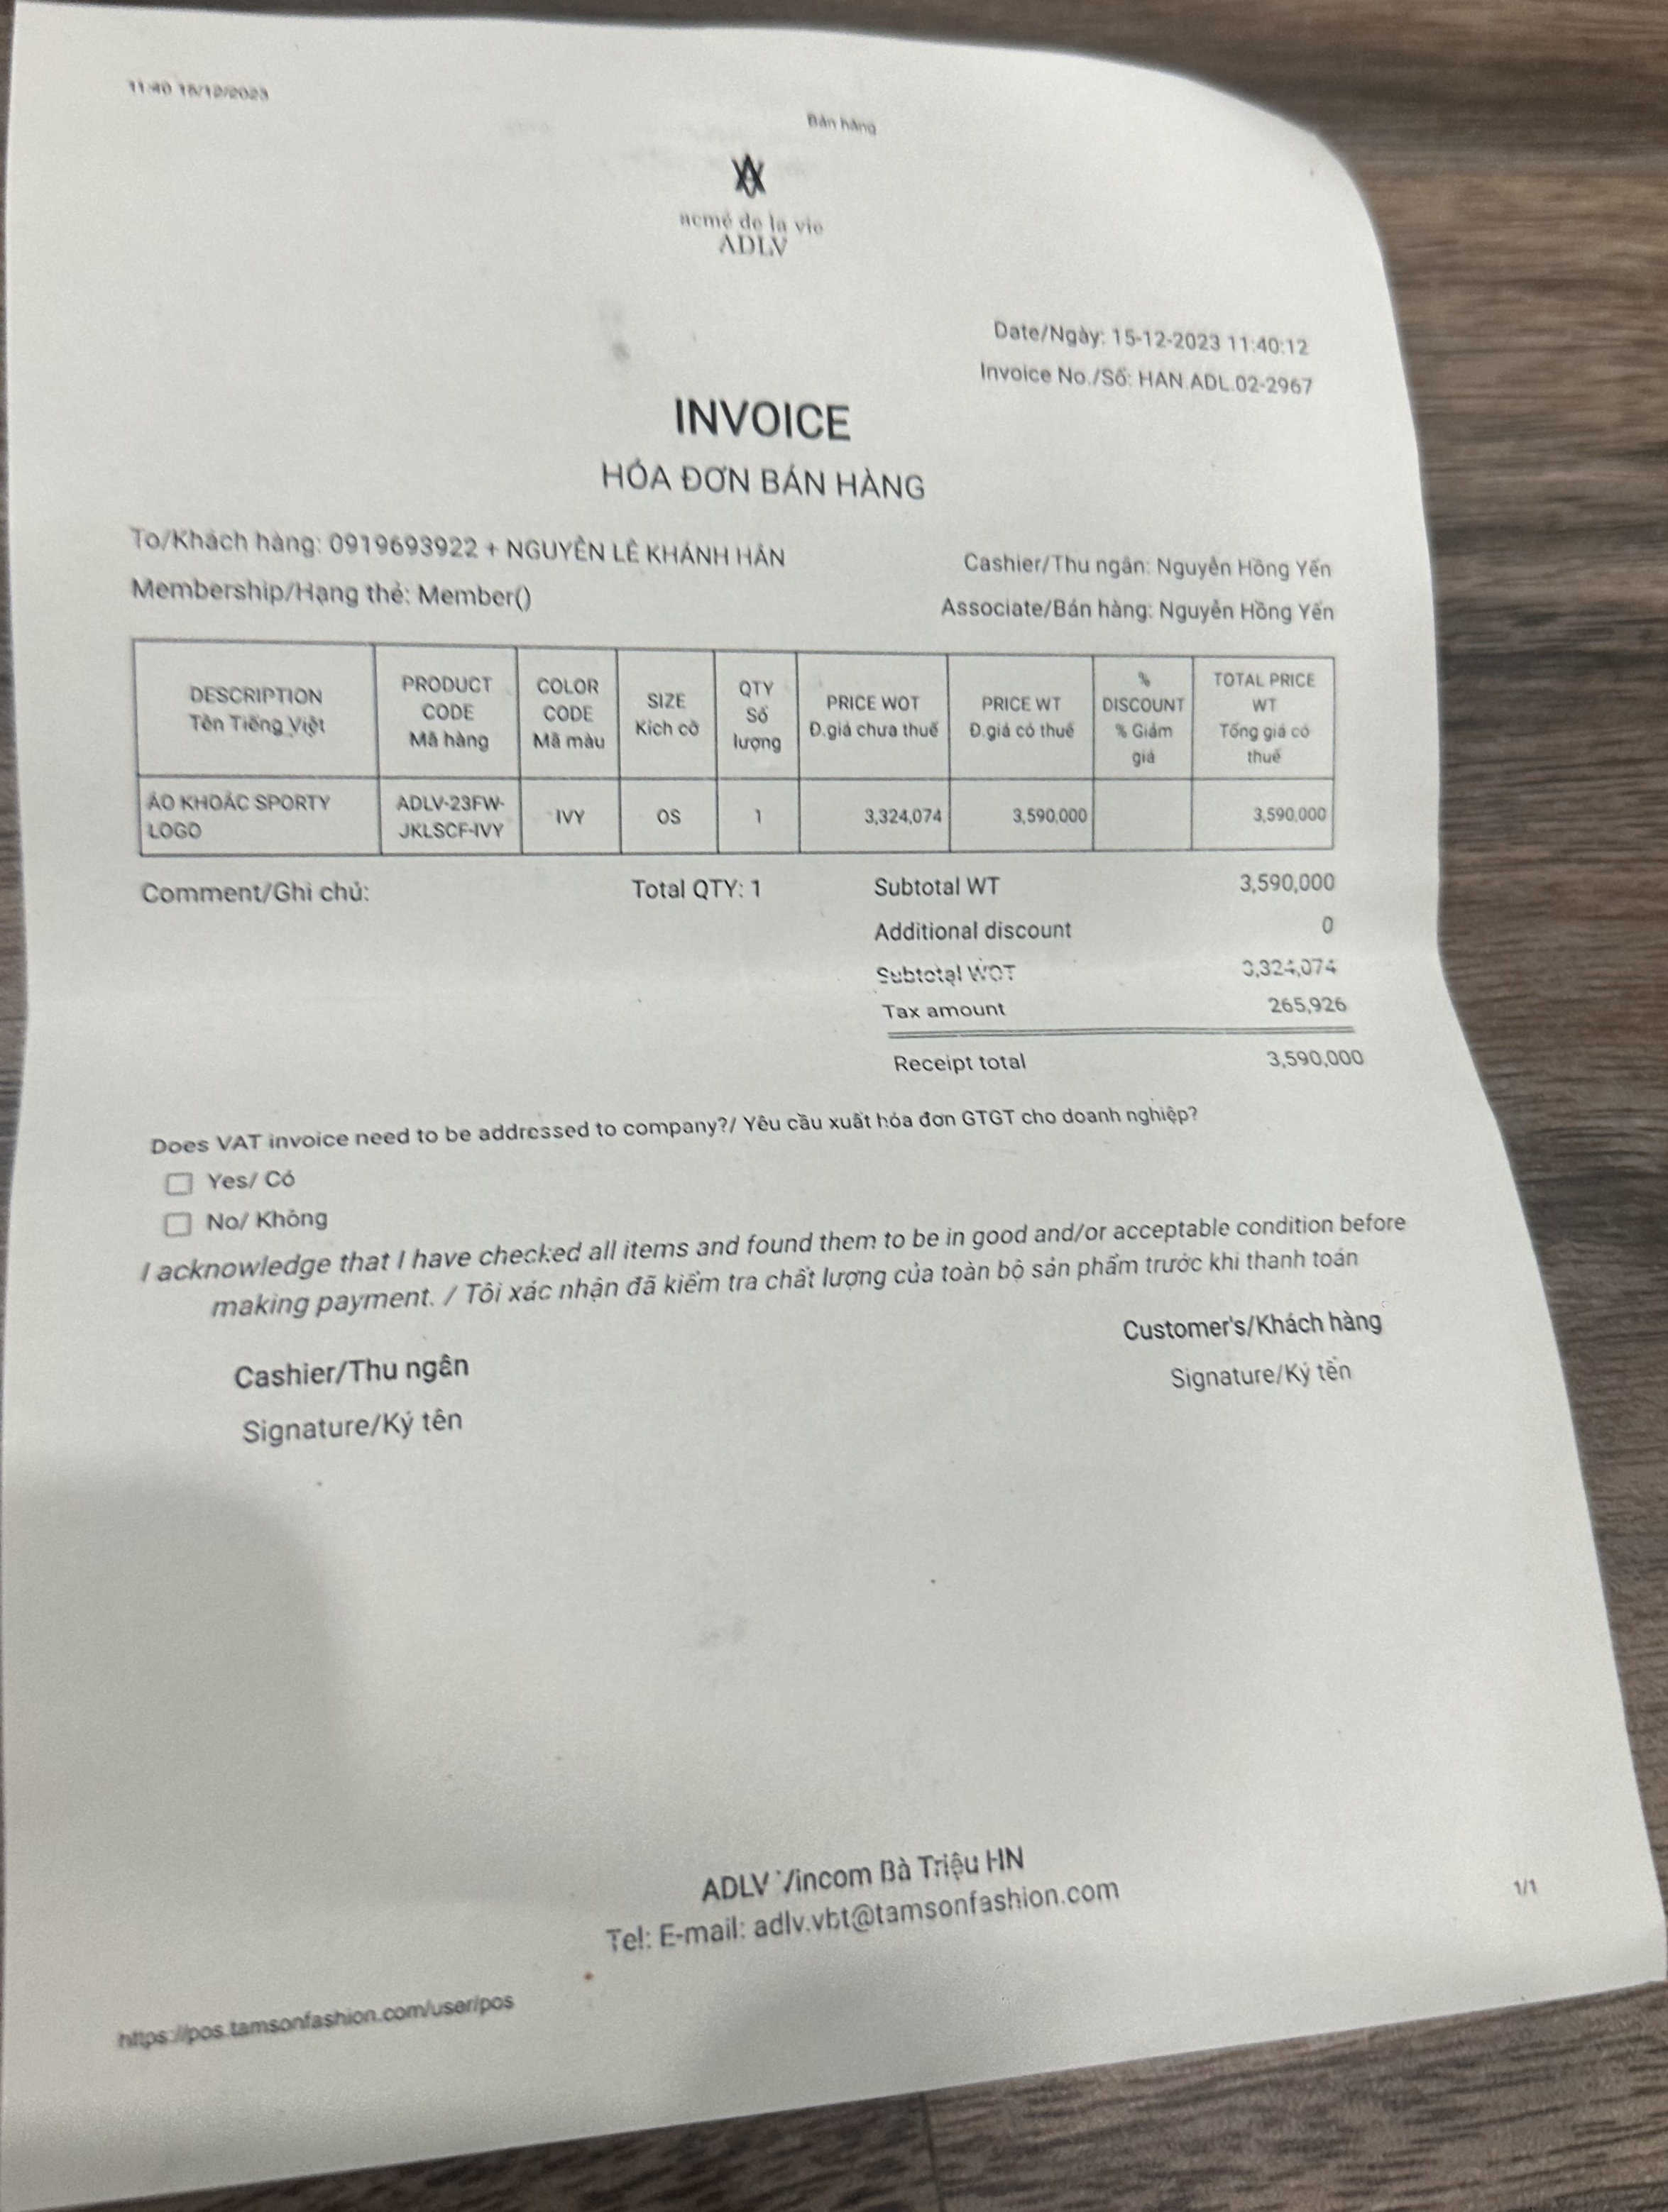 11:40 15/12/2023
Bán hàng
acmé de la vie
ADLV
Date/Ngày: 15-12-2023 11:40:12
Invoice No./Số: HAN.ADL.02-2967
INVOICE
HÓA ĐƠN BÁN HÀNG
To/Khách hàng: 0919693922 + NGUYỄN LÊ KHÁNH HÂN
Cashier/Thu ngân: Nguyễn Hồng Yến
Membership/Hạng thẻ: Member()
Associate/Bán hàng: Nguyễn Hồng Yến
DESCRIPTION
Tên Tiếng Việt
PRODUCT
CODE
Mã hàng
COLOR
CODE
Mã màu
SIZE
Kích cỡ
QTY
Số
lượng
PRICE WOT
Đ.giá chưa thuế
PRICE WT
Đ.giá có thuế
%
DISCOUNT
% Giảm
giá
TOTAL PRICE
WT
Tổng giá có
thuế
ÁO KHOÁC SPORTY
LOGO
ADLV-23FW-
JKLSCF-IVY
IVY
OS
1
3,324,074
3,590,000
3,590,000
Comment/Ghi chú:
Total QTY: 1
Subtotal WT 3,590,000
Additional discount 0
Subtotal WOT 3,324,074
Tax amount 265,926
Receipt total 3,590,000
Does VAT invoice need to be addressed to company?/ Yêu cầu xuất hóa đơn GTGT cho doanh nghiệp?
Yes/ Có
No/ Không
I acknowledge that I have checked all items and found them to be in good and/or acceptable condition before
making payment. / Tôi xác nhận đã kiểm tra chất lượng của toàn bộ sản phẩm trước khi thanh toán
Cashier/Thu ngân
Customer's/Khách hàng
Signature/Ký tên
Signature/Ký tên
ADLV Vincom Bà Triệu HN
Tel: E-mail: adlv.vbt@tamsonfashion.com
1/1
https://pos.tamsonfashion.com/user/pos